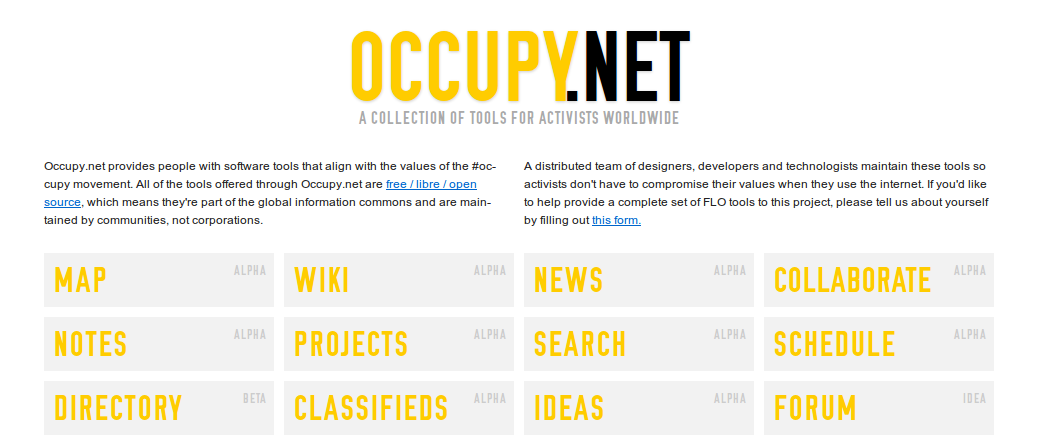 OCCUPY.NET
A COLLECTION OF TOOLS FOR ACTIVISTS WORLDWIDE
Occupy.net provides people with software tools that align with the values of the #oc-
cupy movement. All of the tools offered through Occupy.net are free / libre / open
source, which means they're part of the global information commons and are main-
tained by communities, not corporations.
A distributed team of designers, developers and technologists maintain these tools so
activists don't have to compromise their values when they use the internet. If you'd like
to help provide a complete set of FLO tools to this project, please tell us about yourself
by filling out this form.
MAP ALPHA WIKI ALPHA NEWS ALPHA COLLABORATE ALPHA
NOTES ALPHA PROJECTS ALPHA SEARCH ALPHA SCHEDULE ALPHA
DIRECTORY BETA CLASSIFIEDS ALPHA IDEAS ALPHA FORUM IDEA